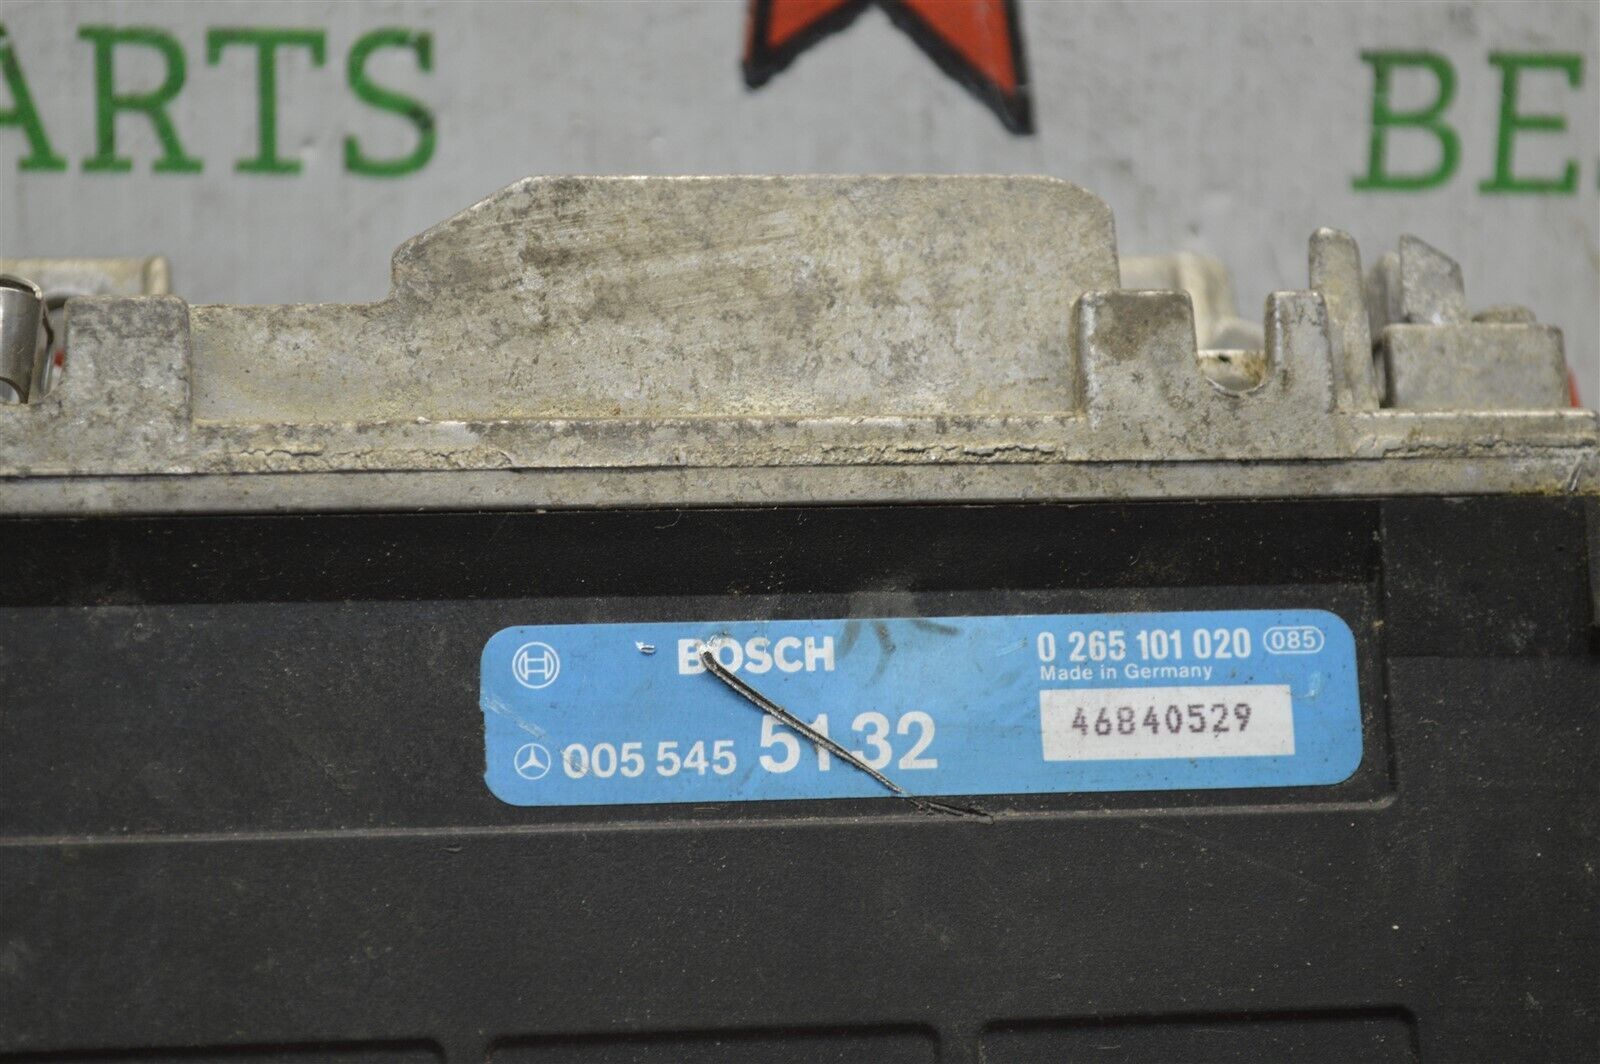 ARTS
BE
BOSCH
0 265 101 020 085
Made in Germany
005 545 5132
46840529